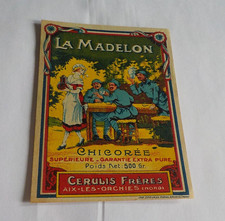 La Madelon
CHICORÉE
SUPÉRIEURE - GARANTIE EXTRA PURE
Poids Net: 500 Gr.
CERULIS FRÈRES
AIX-LES-ORCHIES (NORD)